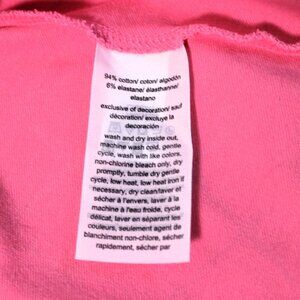 94% cotton/ coton/ algodón
6% elastane/ élasthanne/
elastano
exclusive of decoration/ sauf
décoration/ excluye la
decoración
wash and dry inside out,
machine wash cold, gentle
cycle, wash with like colors,
non-chlorine bleach only, dry
promptly, tumble dry gentle
cycle, low heat, low heat iron if
necessary, dry clean/laver et
sécher à l'envers, laver à la
machine à l'eau froide, cycle
délicat, laver en séparant les
couleurs, seulement agent de
blanchiment non-chlore, sécher
rapidement, sécher par